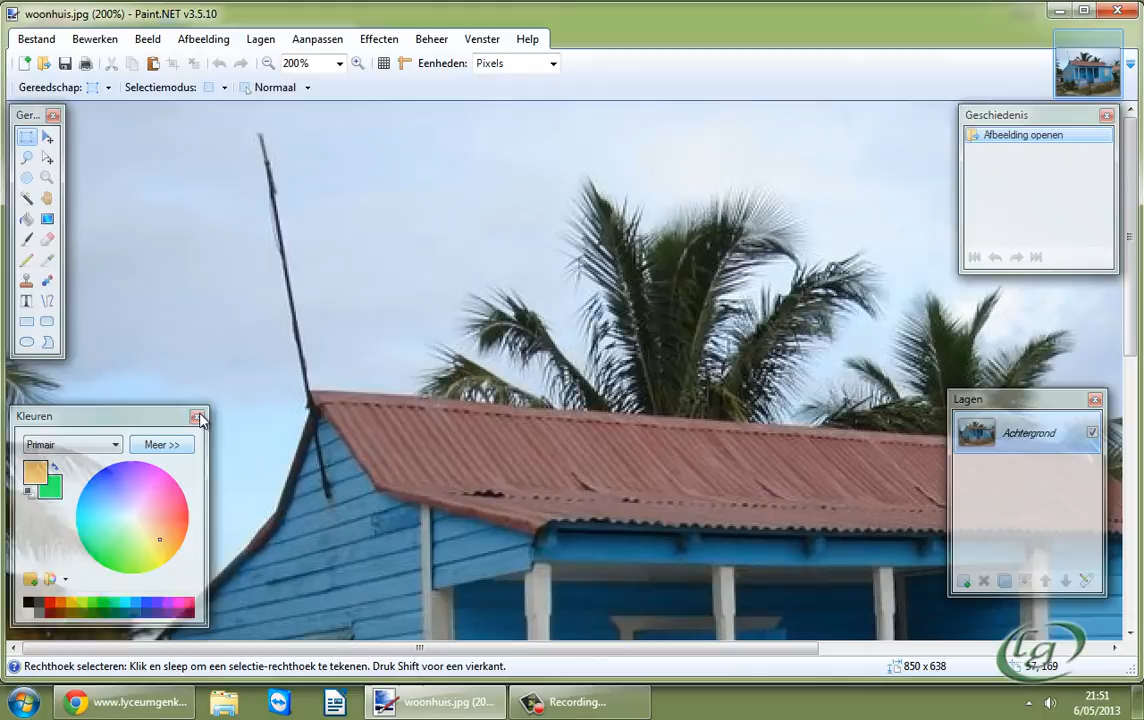 woonhuis.jpg (200%) - Paint.NET v3.5.10
Bestand Bewerken Beeld Afbeelding Lagen Aanpassen Effecten Beheer Venster Help
200% Eenheden: Pixels
Gereedschap: Selectiemodus: Normaal
Ger...
Geschiedenis
Afbeelding openen
Kleuren
Primair Meer >>
Lagen
Achtergrond
Rechthoek selecteren: Klik en sleep om een selectie-rechthoek te tekenen. Druk Shift voor een vierkant.
850 x 638
57, 169
lg
www.lyceumgenk...
woonhuis.jpg (20...
Recording...
21:51
6/05/2013